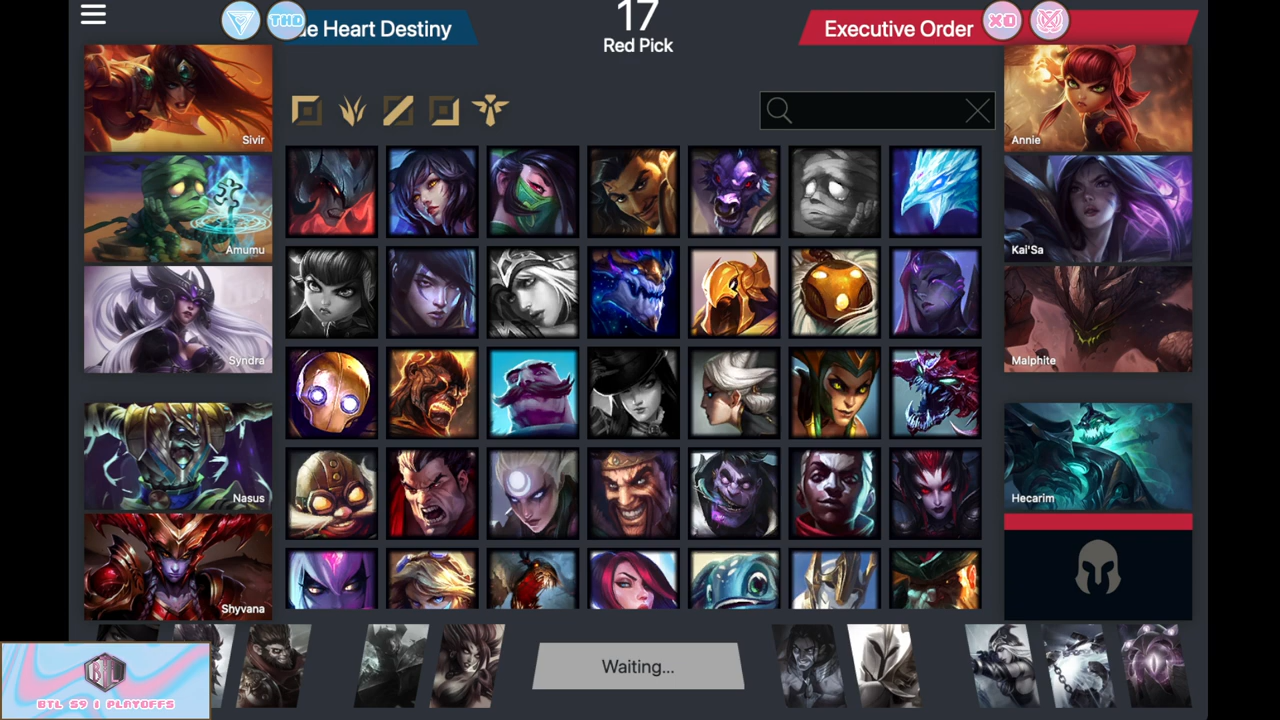 THD
e Heart Destiny
17
Red Pick
Executive Order
XO
Sivir
Annie
Amumu
Kai'Sa
Syndra
Malphite
Nasus
Hecarim
Shyvana
Waiting...
BTL
BTL S9 | PLAYOFFS